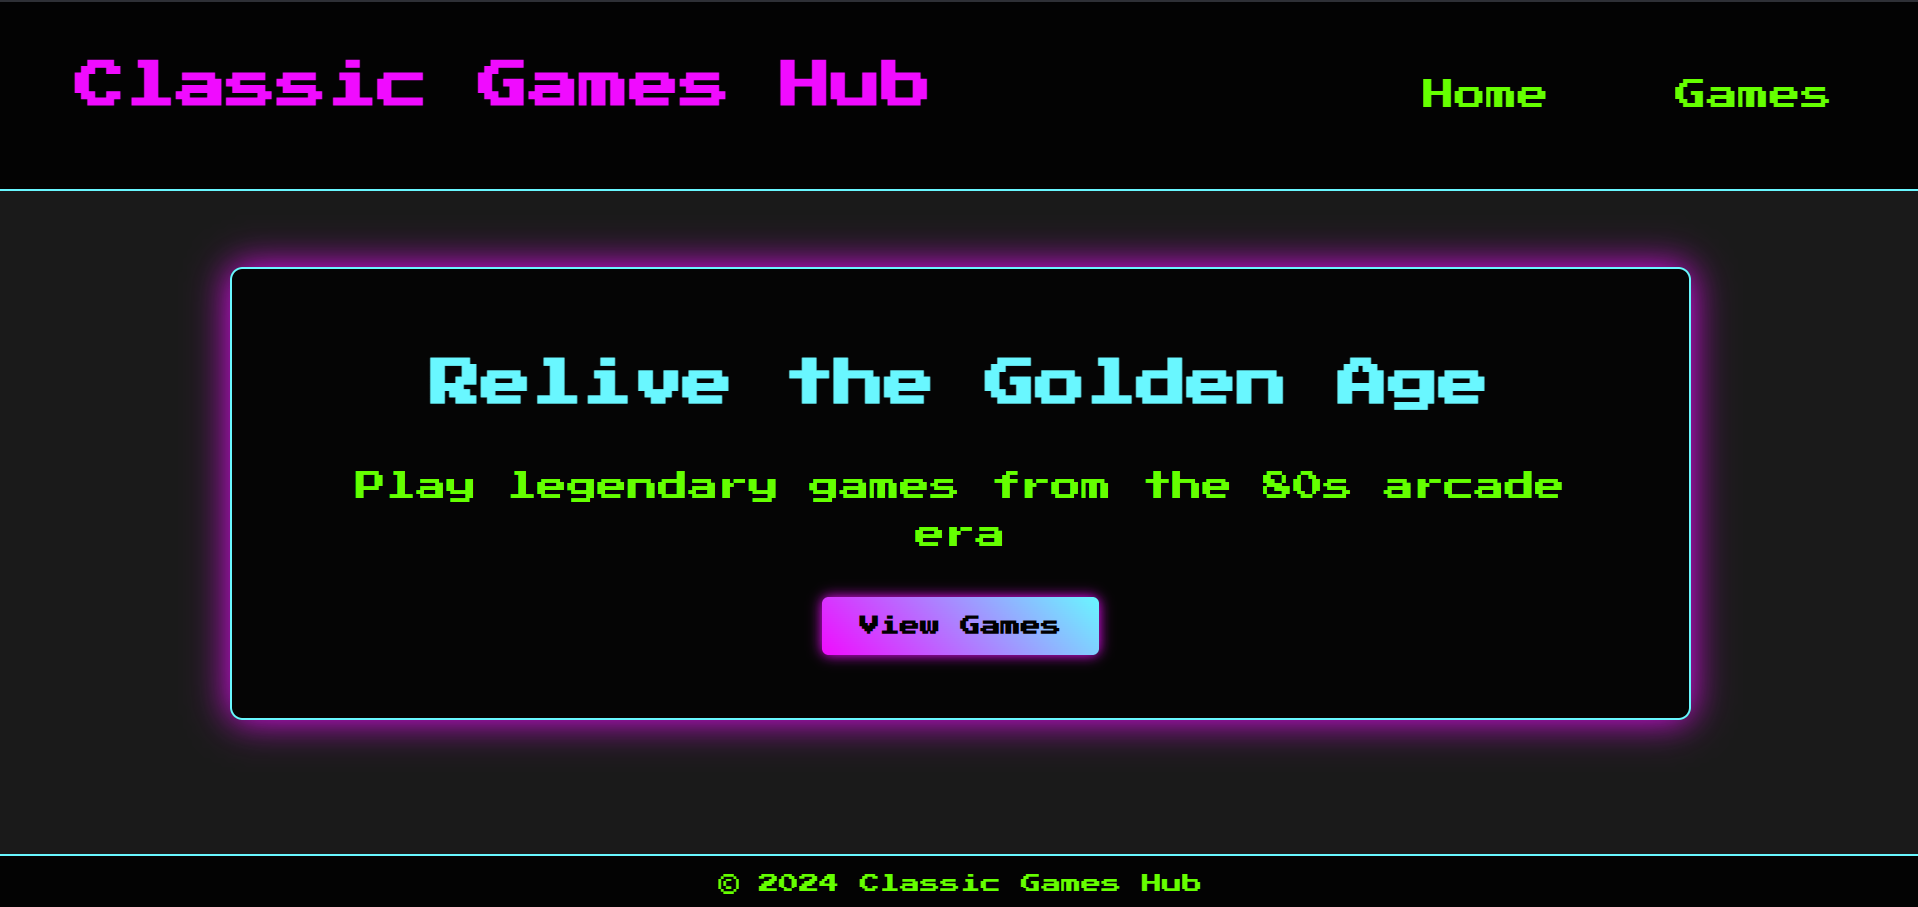 Classic Games Hub
Home
Games
Relive the Golden Age
Play legendary games from the 80s arcade
era
View Games
© 2024 Classic Games Hub